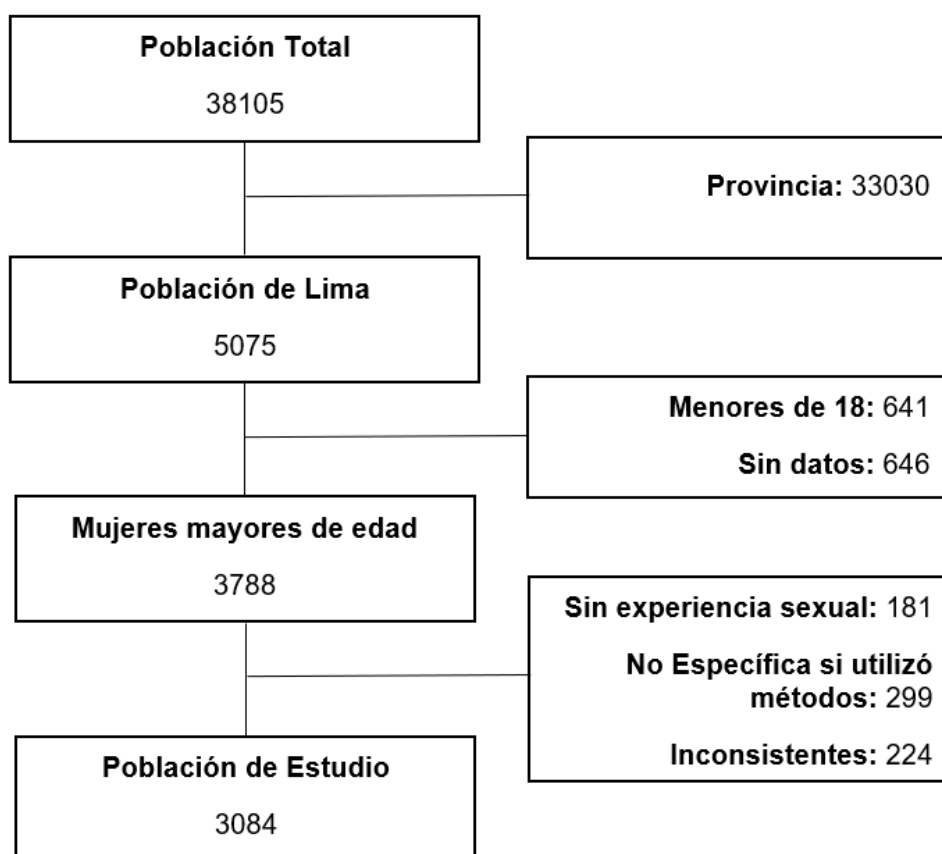 Población Total
38105
Provincia: 33030
Población de Lima
5075
Menores de 18: 641
Sin datos: 646
Mujeres mayores de edad
3788
Sin experiencia sexual: 181
No Específica si utilizó
métodos: 299
Inconsistentes: 224
Población de Estudio
3084